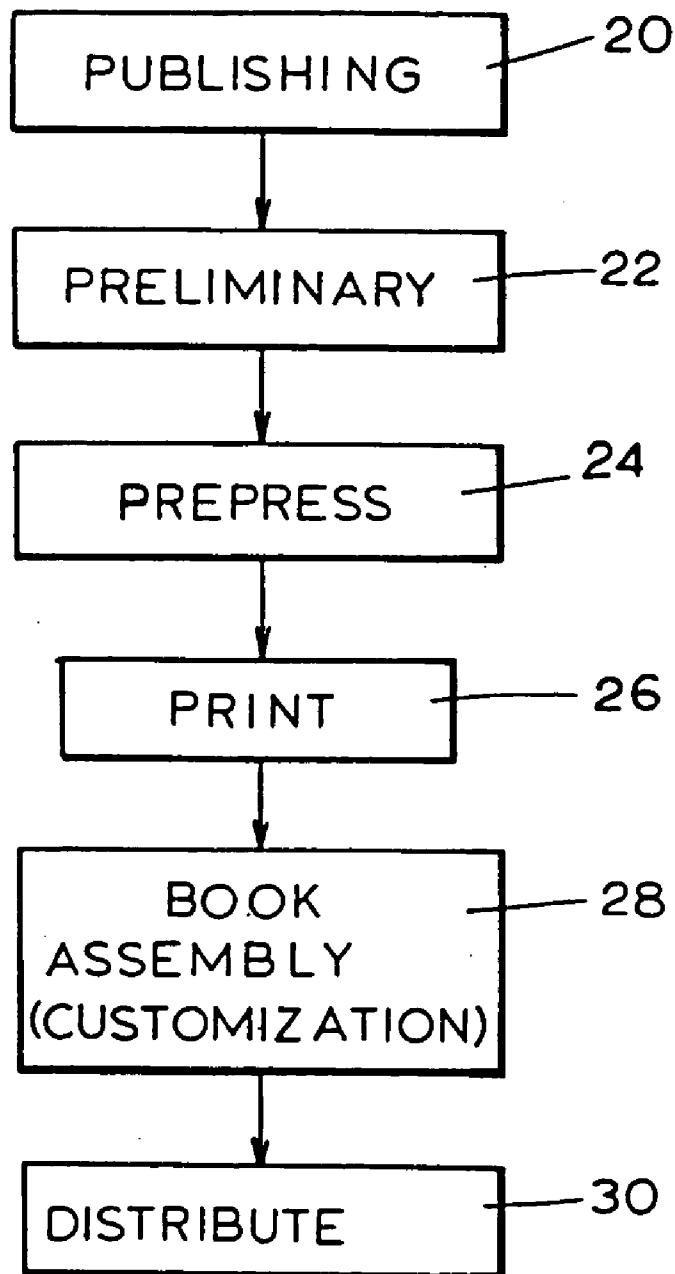 PUBLISHING 20
PRELIMINARY 22
PREPRESS 24
PRINT 26
BOOK 28
ASSEMBLY
(CUSTOMIZATION)
DISTRIBUTE 30